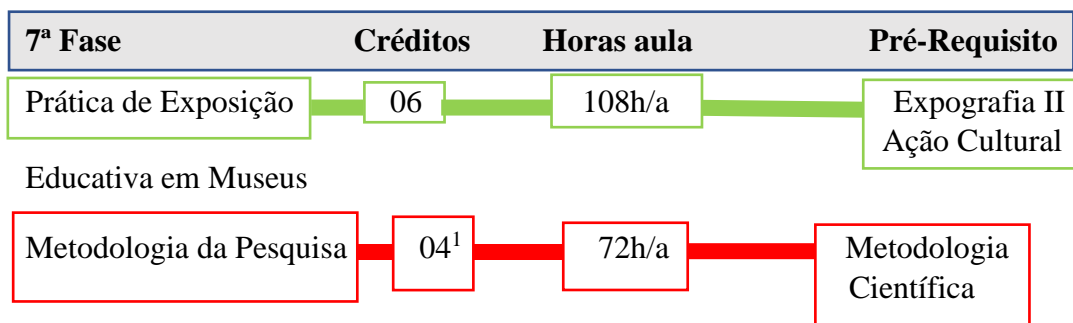 7ª Fase Créditos Horas aula Pré-Requisito
Prática de Exposição 06 108h/a Expografia II
Ação Cultural
Educativa em Museus
Metodologia da Pesquisa 04¹ 72h/a Metodologia
Científica